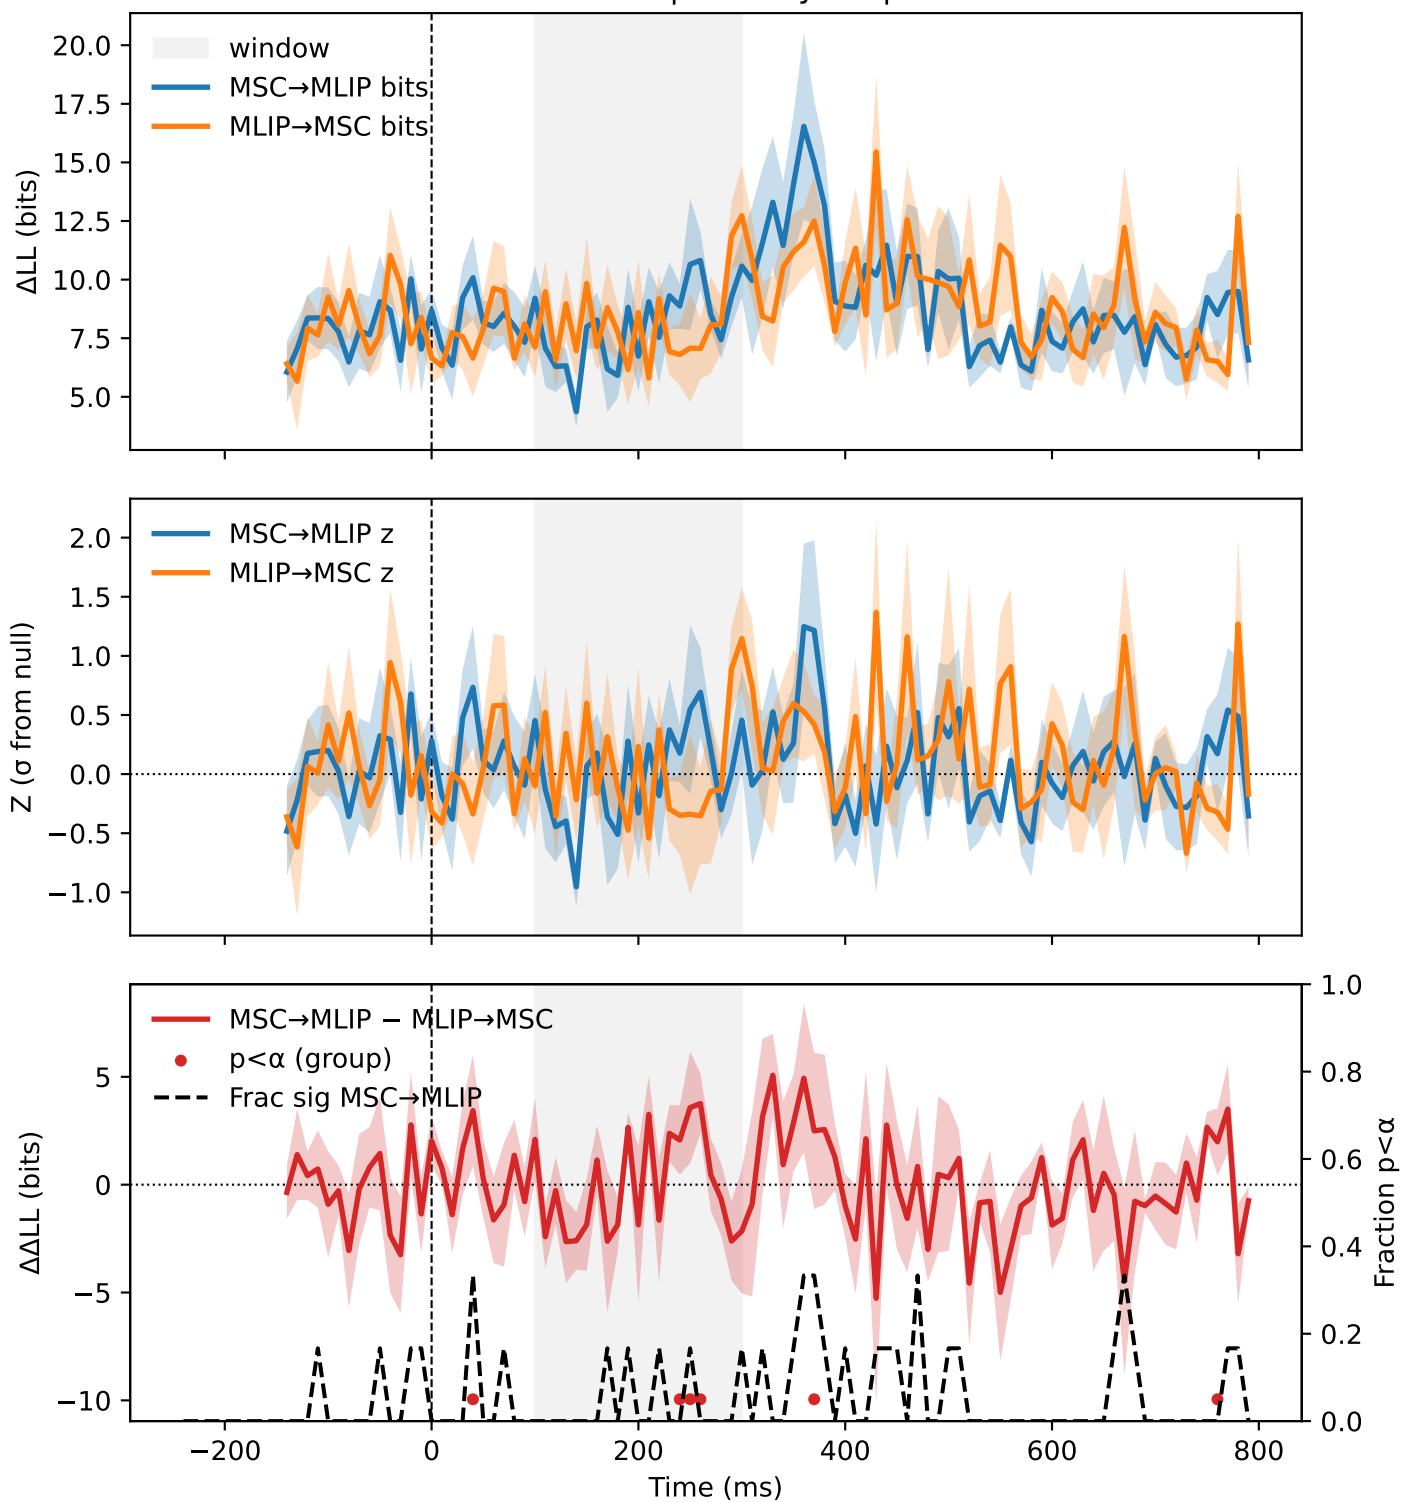 20.0
17.5
15.0
12.5
10.0
7.5
5.0
ΔLL (bits)
window
MSC→MLIP bits
MLIP→MSC bits
2.0
1.5
1.0
0.5
0.0
−0.5
−1.0
Z (σ from null)
MSC→MLIP z
MLIP→MSC z
5
0
−5
−10
ΔΔLL (bits)
MSC→MLIP − MLIP→MSC
p<α (group)
Frac sig MSC→MLIP
1.0
0.8
0.6
0.4
0.2
0.0
Fraction p<α
−200
0
200
400
600
800
Time (ms)